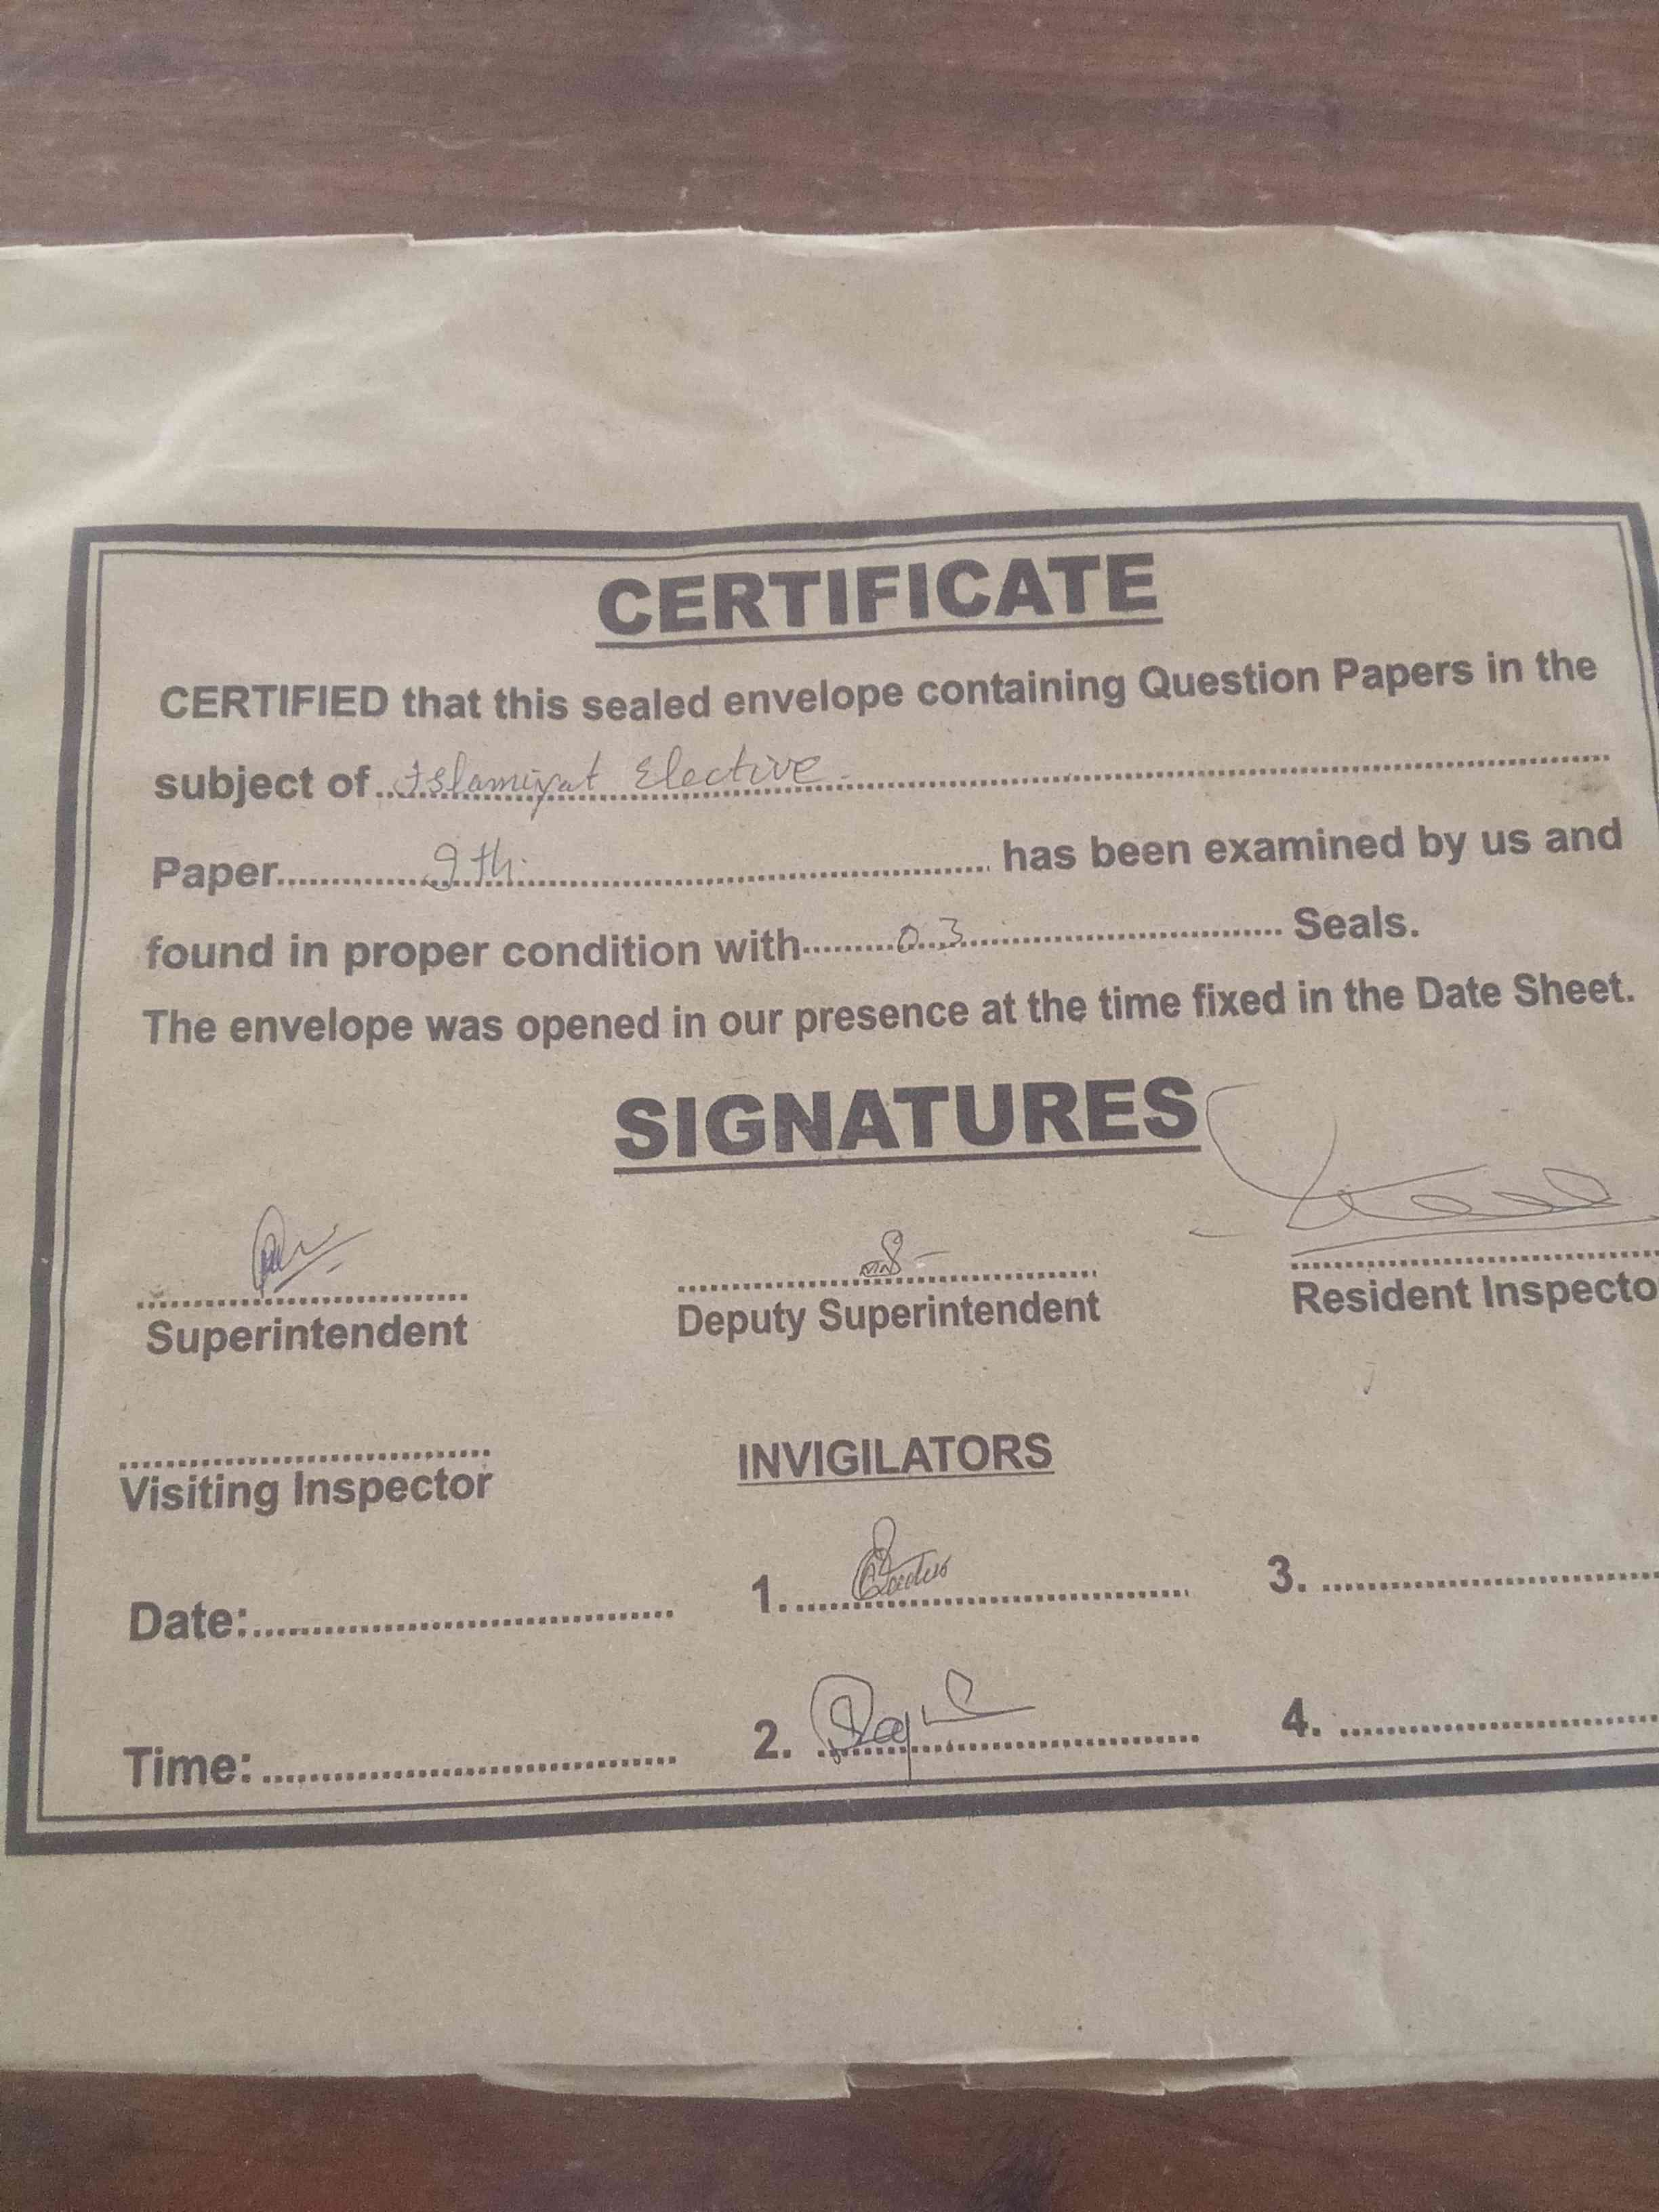 CERTIFICATE
CERTIFIED that this sealed envelope containing Question Papers in the
subject of Islamiyat Elective
Paper 9th has been examined by us and
found in proper condition with 03 Seals.
The envelope was opened in our presence at the time fixed in the Date Sheet.
SIGNATURES
Superintendent Deputy Superintendent Resident Inspecto
Visiting Inspector INVIGILATORS
Date: 1. 3.
Time: 2. 4.